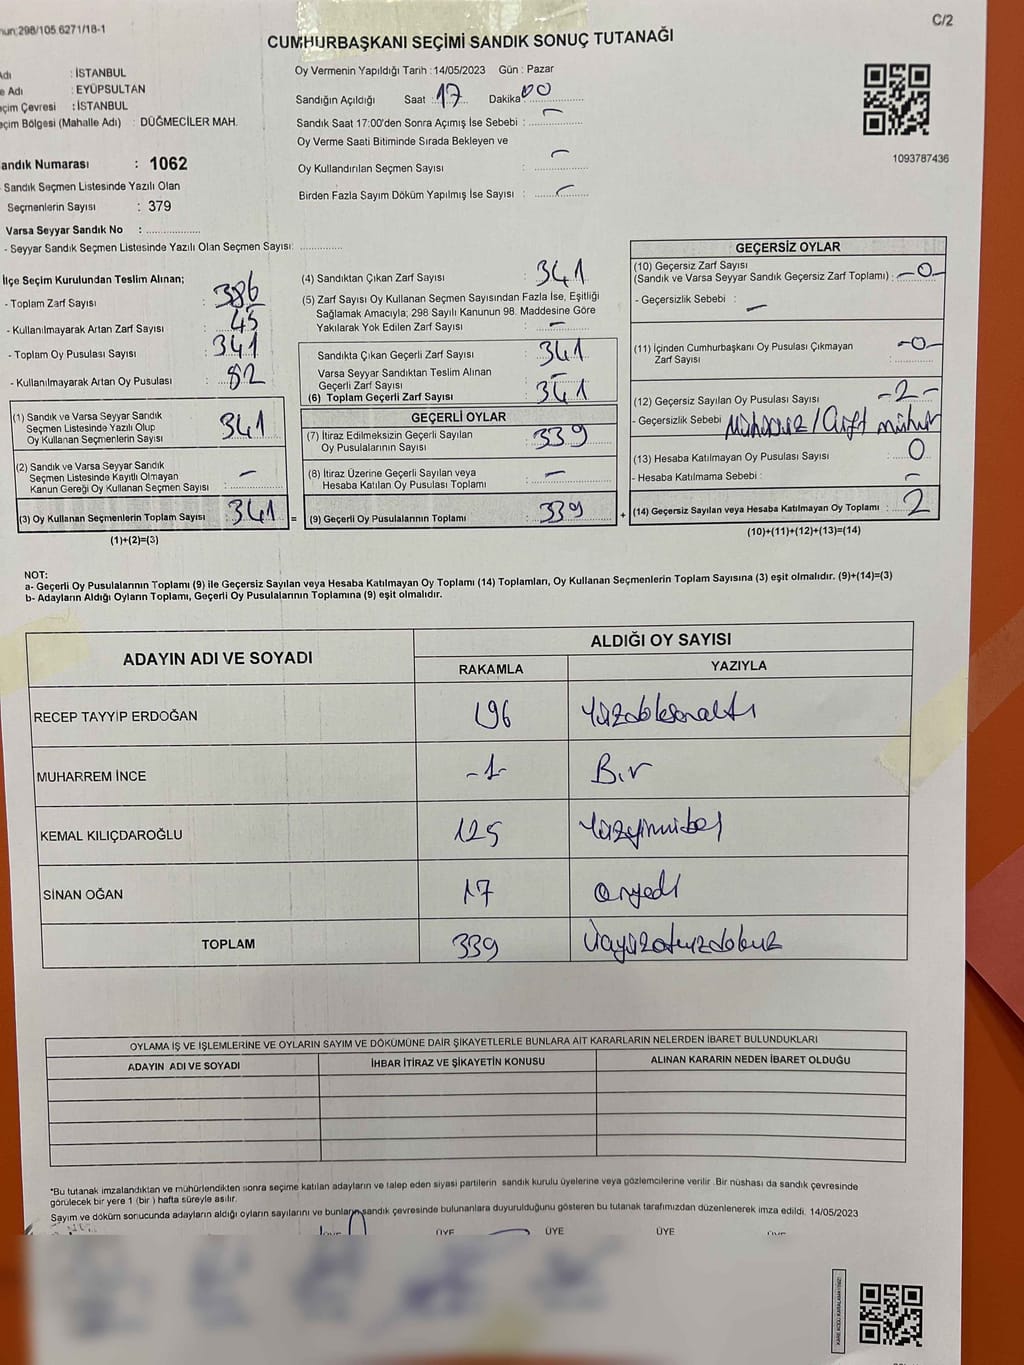 C/2
298/105.6271/18-1
CUMHURBAŞKANI SEÇİMİ SANDIK SONUÇ TUTANAĞI
: İSTANBUL
Adı : EYÜPSULTAN
Çevresi : İSTANBUL
Bölgesi (Mahalle Adı) : DÜĞMECİLER MAH.
Oy Vermenin Yapıldığı Tarih : 14/05/2023 Gün : Pazar
Sandığın Açıldığı Saat : 17 Dakika 00
Sandık Saat 17:00'den Sonra Açımış İse Sebebi : —
Oy Verme Saati Bitiminde Sırada Bekleyen ve
Oy Kullandırılan Seçmen Sayısı : —
Birden Fazla Sayım Döküm Yapılmış İse Sayısı : —
1093787436
Numarası : 1062
Sandık Seçmen Listesinde Yazılı Olan
Seçmenlerin Sayısı : 379
Varsa Seyyar Sandık No :
- Seyyar Sandık Seçmen Listesinde Yazılı Olan Seçmen Sayısı:
İlçe Seçim Kurulundan Teslim Alınan;
- Toplam Zarf Sayısı : 386
- Kullanılmayarak Artan Zarf Sayısı : 45
- Toplam Oy Pusulası Sayısı : 341
- Kullanılmayarak Artan Oy Pusulası : 82
(1) Sandık ve Varsa Seyyar Sandık
Seçmen Listesinde Yazılı Olup
Oy Kullanan Seçmenlerin Sayısı : 341
(2) Sandık ve Varsa Seyyar Sandık
Seçmen Listesinde Kayıtlı Olmayan
Kanun Gereği Oy Kullanan Seçmen Sayısı : —
(3) Oy Kullanan Seçmenlerin Toplam Sayısı : 341 =
(1)+(2)=(3)
(4) Sandıktan Çıkan Zarf Sayısı : 341
(5) Zarf Sayısı Oy Kullanan Seçmen Sayısından Fazla İse, Eşitliği
Sağlamak Amacıyla; 298 Sayılı Kanunun 98. Maddesine Göre
Yakılarak Yok Edilen Zarf Sayısı : —
Sandıkta Çıkan Geçerli Zarf Sayısı : 341
Varsa Seyyar Sandıktan Teslim Alınan
Geçerli Zarf Sayısı : —
(6) Toplam Geçerli Zarf Sayısı : 341
GEÇERLİ OYLAR
(7) İtiraz Edilmeksizin Geçerli Sayılan
Oy Pusulalarının Sayısı : 339
(8) İtiraz Üzerine Geçerli Sayılan veya
Hesaba Katılan Oy Pusulası Toplamı : —
(9) Geçerli Oy Pusulalarının Toplamı : 339 +
GEÇERSİZ OYLAR
(10) Geçersiz Zarf Sayısı
(Sandık ve Varsa Seyyar Sandık Geçersiz Zarf Toplamı) : -0-
- Geçersizlik Sebebi : —
(11) İçinden Cumhurbaşkanı Oy Pusulası Çıkmayan
Zarf Sayısı : -0-
(12) Geçersiz Sayılan Oy Pusulası Sayısı : -2-
- Geçersizlik Sebebi Mühürsüz/Çift mühür
(13) Hesaba Katılmayan Oy Pusulası Sayısı : 0
- Hesaba Katılmama Sebebi : —
(14) Geçersiz Sayılan veya Hesaba Katılmayan Oy Toplamı : 2
(10)+(11)+(12)+(13)=(14)
NOT:
a- Geçerli Oy Pusulalarının Toplamı (9) ile Geçersiz Sayılan veya Hesaba Katılmayan Oy Toplamı (14) Toplamları, Oy Kullanan Seçmenlerin Toplam Sayısına (3) eşit olmalıdır. (9)+(14)=(3)
b- Adayların Aldığı Oyların Toplamı, Geçerli Oy Pusulalarının Toplamına (9) eşit olmalıdır.
ADAYIN ADI VE SOYADI ALDIĞI OY SAYISI
RAKAMLA YAZIYLA
RECEP TAYYİP ERDOĞAN 196 Yüzdoksanaltı
MUHARREM İNCE -1- Bir
KEMAL KILIÇDAROĞLU 125 Yüzyirmibeş
SİNAN OĞAN 17 Onyedi
TOPLAM 339 Üçyüzotuzdokuz
OYLAMA İŞ VE İŞLEMLERİNE VE OYLARIN SAYIM VE DÖKÜMÜNE DAİR ŞİKAYETLERLE BUNLARA AİT KARARLARIN NELERDEN İBARET BULUNDUKLARI
ADAYIN ADI VE SOYADI İHBAR İTİRAZ VE ŞİKAYETİN KONUSU ALINAN KARARIN NEDEN İBARET OLDUĞU
*Bu tutanak imzalandıktan ve mühürlendikten sonra seçime katılan adayların ve talep eden siyasi partilerin sandık kurulu üyelerine veya gözlemcilerine verilir. Bir nüshası da sandık çevresinde
görülecek bir yere 1 (bir ) hafta süreyle asılır.
Sayım ve döküm sonucunda adayların aldığı oyların sayılarını ve bunların sandık çevresinde bulunanlara duyurulduğunu gösteren bu tutanak tarafımızdan düzenlenerek imza edildi. 14/05/2023
ÜYE ÜYE ÜYE